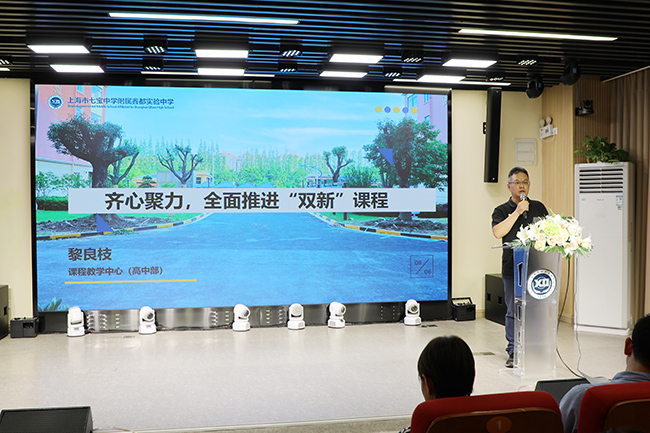 上海市七宝中学附属鑫都实验中学
齐心聚力，全面推进“双新”课程
黎良枝
课程教学中心（高中部）
XD
1